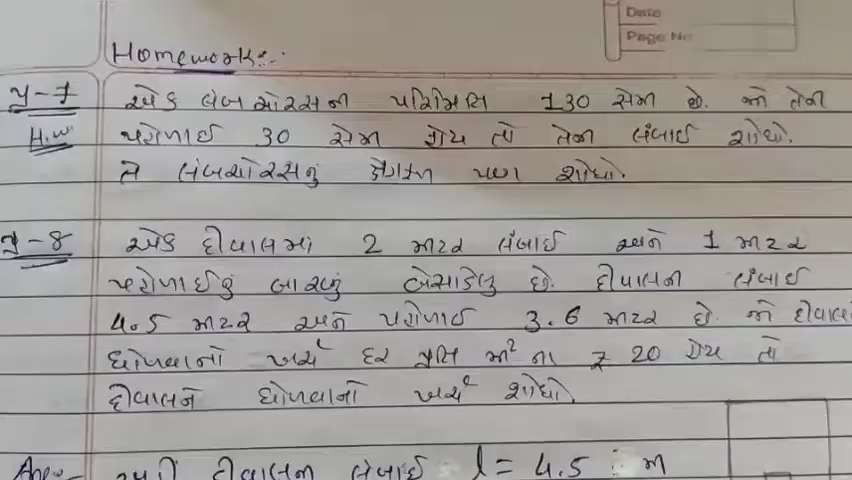 Date
Page No
Homework:-
પ્ર-7 એક લંબચોરસની પરિમિતિ 130 સેમી છે. જો તેની
H.W. પહોળાઈ 30 સેમી હોય તો તેની લંબાઈ શોધો.
તે લંબચોરસનું ક્ષેત્રફળ પણ શોધો.
પ્ર-8 એક દીવાલમાં 2 મીટર લંબાઈ અને 1 મીટર
પહોળાઈનું બારણું બેસાડેલુ છે. દીવાલની લંબાઈ
4.5 મીટર અને પહોળાઈ 3.6 મીટર છે. જો દીવાલ
ધોળવાનો ખર્ચ દર પ્રતિ મી² ના ₹ 20 હોય તો
દીવાલને ધોળવાનો ખર્ચ શોધો.
Ans:- અહીં દીવાલની લંબાઈ l = 4.5 મી